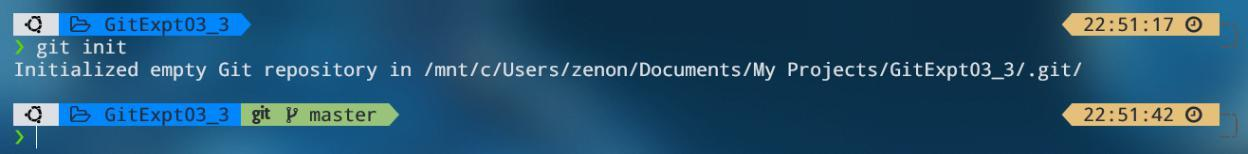 GitExpt03_3 22:51:17
❯ git init
Initialized empty Git repository in /mnt/c/Users/zenon/Documents/My Projects/GitExpt03_3/.git/
GitExpt03_3 git master 22:51:42
❯